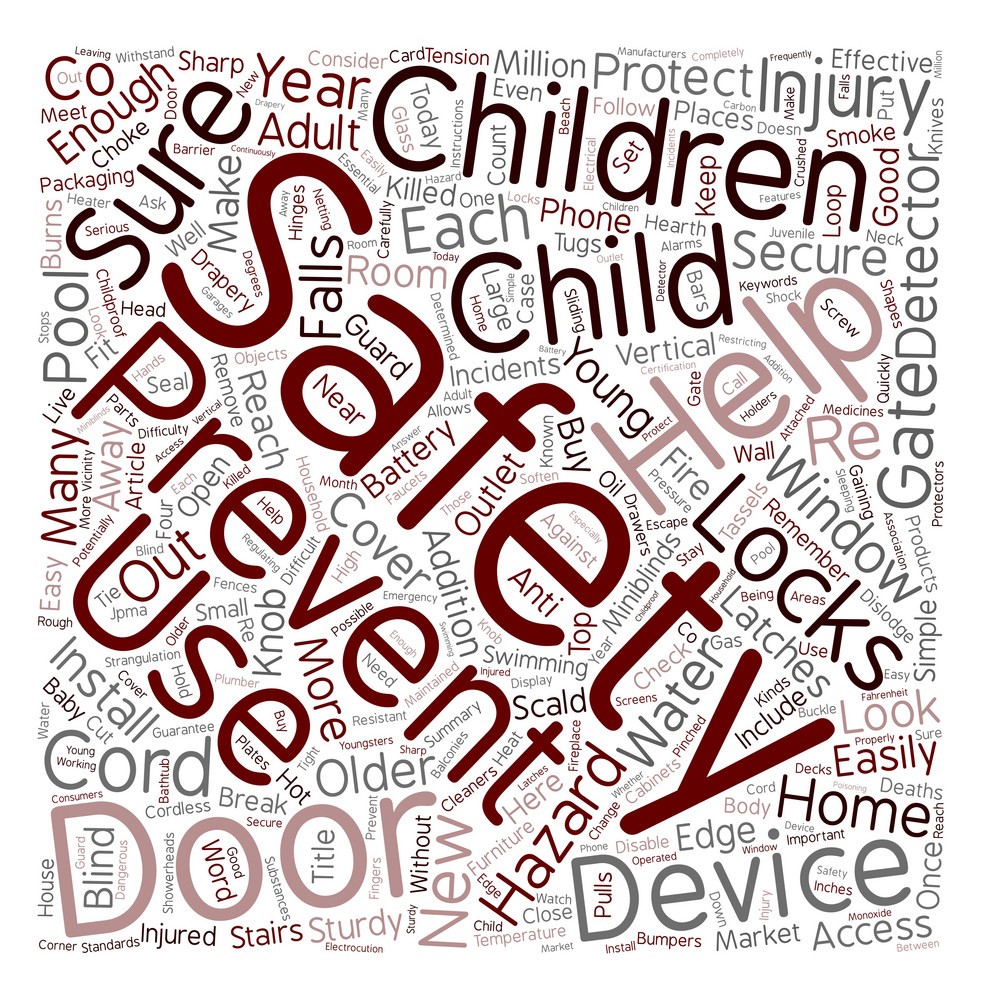 Leaving
Withstand
Consider
Card
Tension
Million
Manufacturers
Completely
Frequently
Effective
Million
Co
Out
Sharp
New
Year
Many
Children
Even
Protect
Injury
Falls
Put
Meet
Enough
Door
Drapery
Adult
Glass
Today
Instructions
Beach
Follow
Places
Carbon
Make
Doesn
Knives
Choke
Barrier
Sure
Continuously
Essential
Easily
Hazard
Count
Electrical
Set
Incidents
Keep
Crushed
Smoke
Packaging
Ask
Make
Hinges
Away
Netting
Killed
One
Locks
Children
Features
Loop
Good
Detector
Burns
Heater
Serious
Well
Safety
Carefully
Each
Phone
Hearth
Juvenile
Neck
Pool
Childproof
Drapery
Degrees
Falls
Room
Room
Today
Child
Tugs
Outlet
Alarms
Secure
Stops
Look
Head
Garages
Guard
Determined
Home
Large
Simple
Case
Sliding
Detector
Bars
Keywords
Shock
Help
Screw
Shapes
Fit
Hands
Seal
Objects
Near
Incidents
Battery
Young
Vertical
Restricting
Certification
Addition
Gate
Quickly
Live
Parts
Prevent
Remove
Reach
Allows
Adult
Buy
Protect
Gate
Call
Holders
Attached
Medicines
Many
More Vicinity
Away
Difficulty
Access
Vertical
Article
Open
Killed
Each
Household
Month
Battery
Answer
Faucets
Outlet
Known
Soften
Those
Oil
Fire
Pressure
Drawers
Escape
Wall
Re
Window
Sleeping
Gaining
Protectors
Potentially
Miniblinds
Four
Help
Cover
Against
Especially
Tassels
Locks
Remember
Association
Products
Easy
Blind
Out
Tie
Jpma
Use
Regulating
Difficult
High
Addition
Emergency
Anti
Miniblinds
Stay
Household
Pool
Being
Areas
Dislodge
Simple
Rough
Older
Fences
Small
Re
Knob
Possible
Enough
Swimming
Knob
Top
Year
Childproof
Co
Gas
Latches
Use
Easy
Install
Strangulation
Hold
Cover
Plumber
More
Need
Maintained
Injured
Swimming
Display
Check
Screens
Water
Kinds
Include
Buckle
Fahrenheit
Baby
Cut
Water
Guarantee
Buy
Plates
Resistant
Summary
Scald
Pinched
Look
Properly
Sure
Young
Working
Cord
Bathtub
Hot
Tight
Youngsters
Sharp
Balconies
Heat
Fireplace
Whether
Cabinets
Decks
Easily
Consumers
Cordless
Break
Older
Cleaners
Latches
Here
Hazard
Change
Cord
Body
Home
Poisoning
Deaths
Reach
Door
Secure
Prevent
Without
New
Furniture
Phone
Disable
Operated
Edge
Window
Device
Important
House
Guard
Blind
Dangerous
Showerheads
Word
Good
Substances
Title
Fingers
Sturdy
Edge
Child
Watch
Close
Device
Pulls
Down
Injury
Safety
Inches
Once
Corner
Standards
Injured
Stairs
Sturdy
Electrocution
Temperature
Market
Install
Bumpers
Market
Monoxide
Access
Between